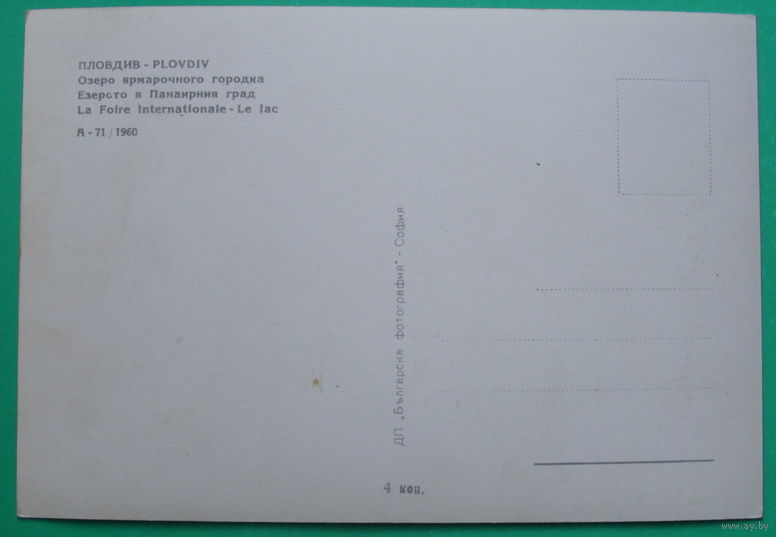 ПЛОВДИВ - PLOVDIV
Озеро ярмарочного городка
Езерото в Панаирния град
La Foire Internationale - Le lac
А - 71 / 1960
ДП „Българска фотография" - София
4 коп.
www.ay.by